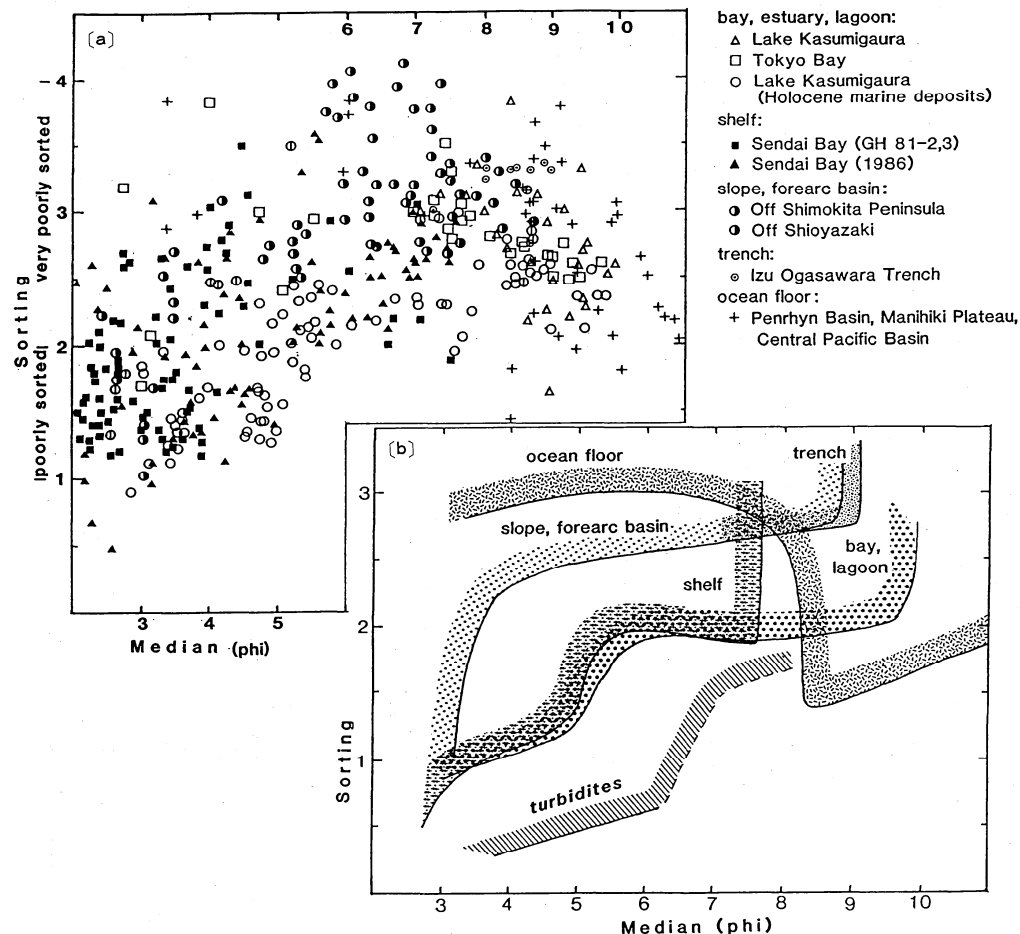 (a)
6 7 8 9 10
4
3
2
1
Sorting
poorly sorted very poorly sorted
3 4 5
Median (phi)
bay, estuary, lagoon:
△ Lake Kasumigaura
□ Tokyo Bay
○ Lake Kasumigaura
(Holocene marine deposits)
shelf:
■ Sendai Bay (GH 81-2,3)
▲ Sendai Bay (1986)
slope, forearc basin:
◑ Off Shimokita Peninsula
◑ Off Shioyazaki
trench:
⊙ Izu Ogasawara Trench
ocean floor:
+ Penrhyn Basin, Manihiki Plateau,
Central Pacific Basin
(b)
ocean floor
trench
slope, forearc basin
bay,
lagoon
shelf
turbidites
3
2
1
Sorting
3 4 5 6 7 8 9 10
Median (phi)